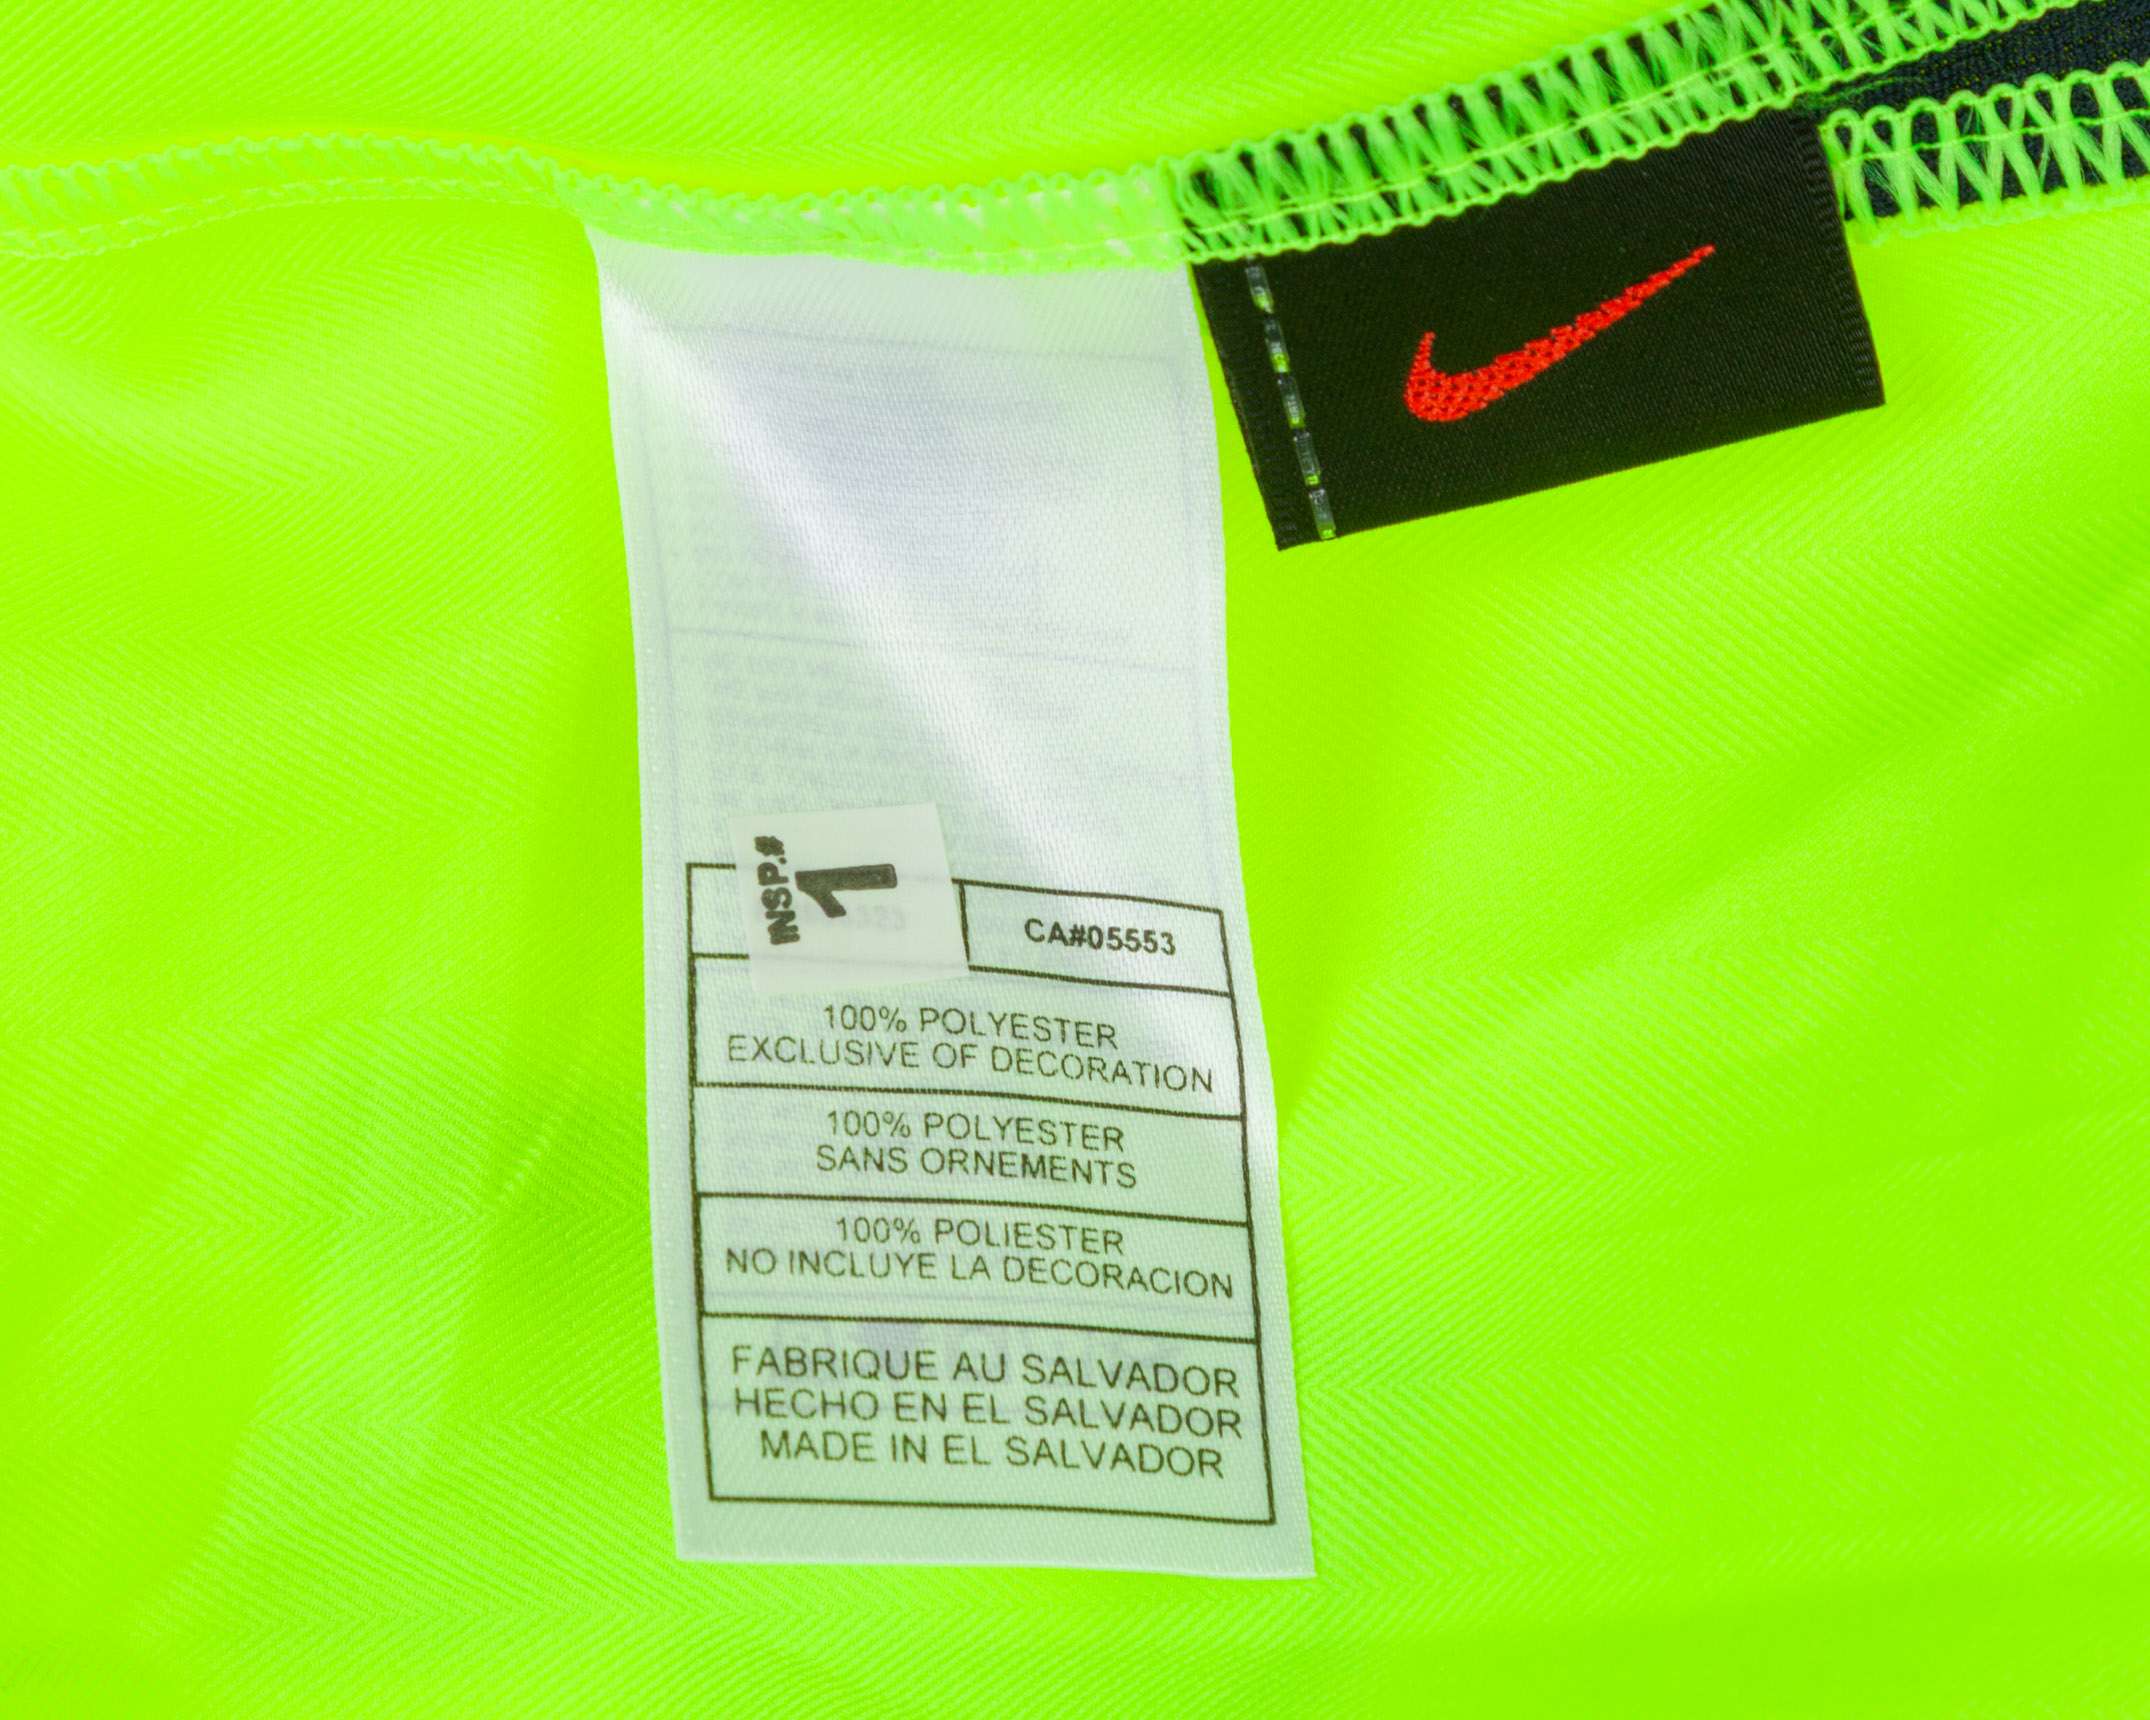 INSP.#
1
CA#05553
100% POLYESTER
EXCLUSIVE OF DECORATION
100% POLYESTER
SANS ORNEMENTS
100% POLIESTER
NO INCLUYE LA DECORACION
FABRIQUE AU SALVADOR
HECHO EN EL SALVADOR
MADE IN EL SALVADOR